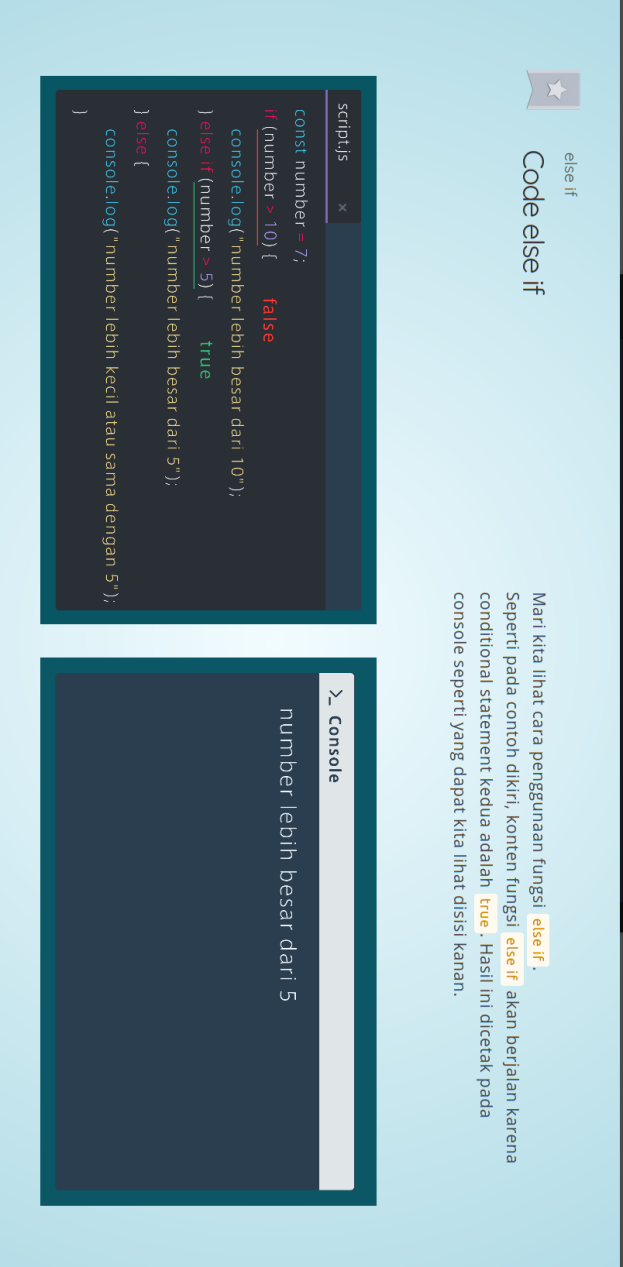 else if
Code else if
Mari kita lihat cara penggunaan fungsi else if .
Seperti pada contoh dikiri, konten fungsi else if akan berjalan karena
conditional statement kedua adalah true . Hasil ini dicetak pada
console seperti yang dapat kita lihat disisi kanan.
script.js ×
const number = 7;
if (number > 10) { false
console.log("number lebih besar dari 10");
} else if (number > 5) { true
console.log("number lebih besar dari 5");
} else {
console.log("number lebih kecil atau sama dengan 5");
}
>_ Console
number lebih besar dari 5